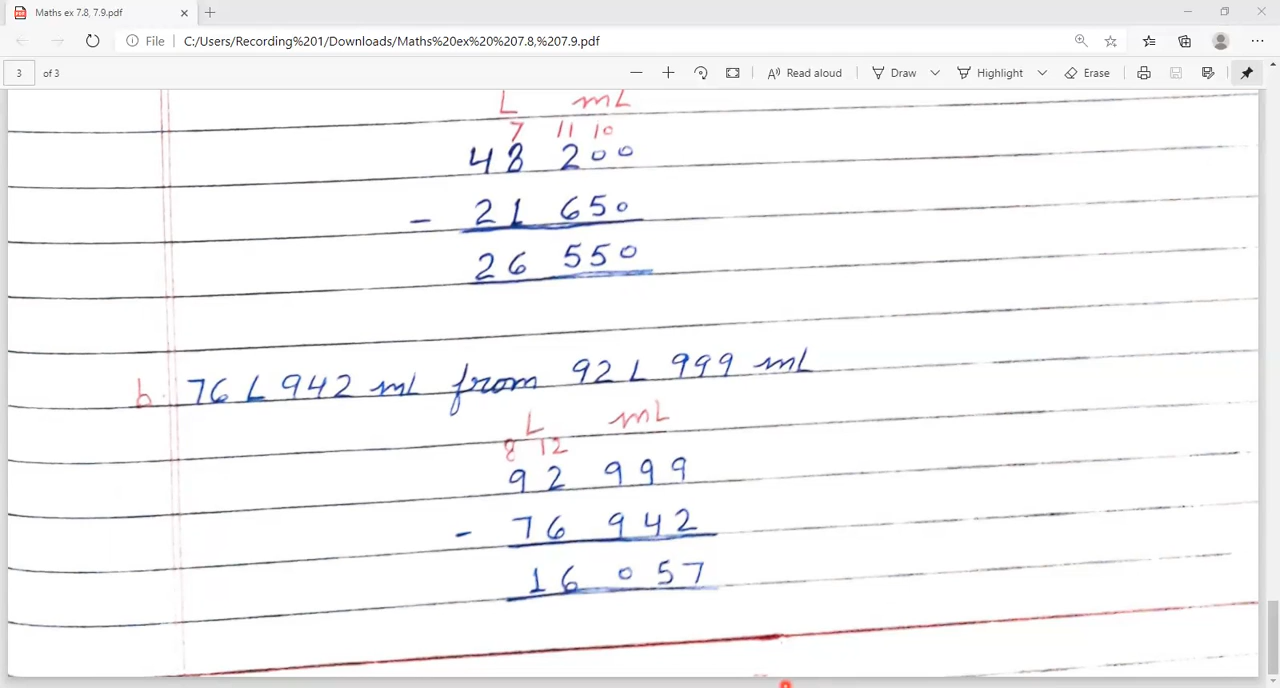 Maths ex 7.8, 7.9.pdf
File C:/Users/Recording%201/Downloads/Maths%20ex%20%207.8,%207.9.pdf
3 of 3 Read aloud Draw Highlight Erase
L mL
7 11 10
48 200
- 21 650
26 550
b. 76 L 942 mL from 92 L 999 mL
L mL
8 12
92 999
- 76 942
16 057